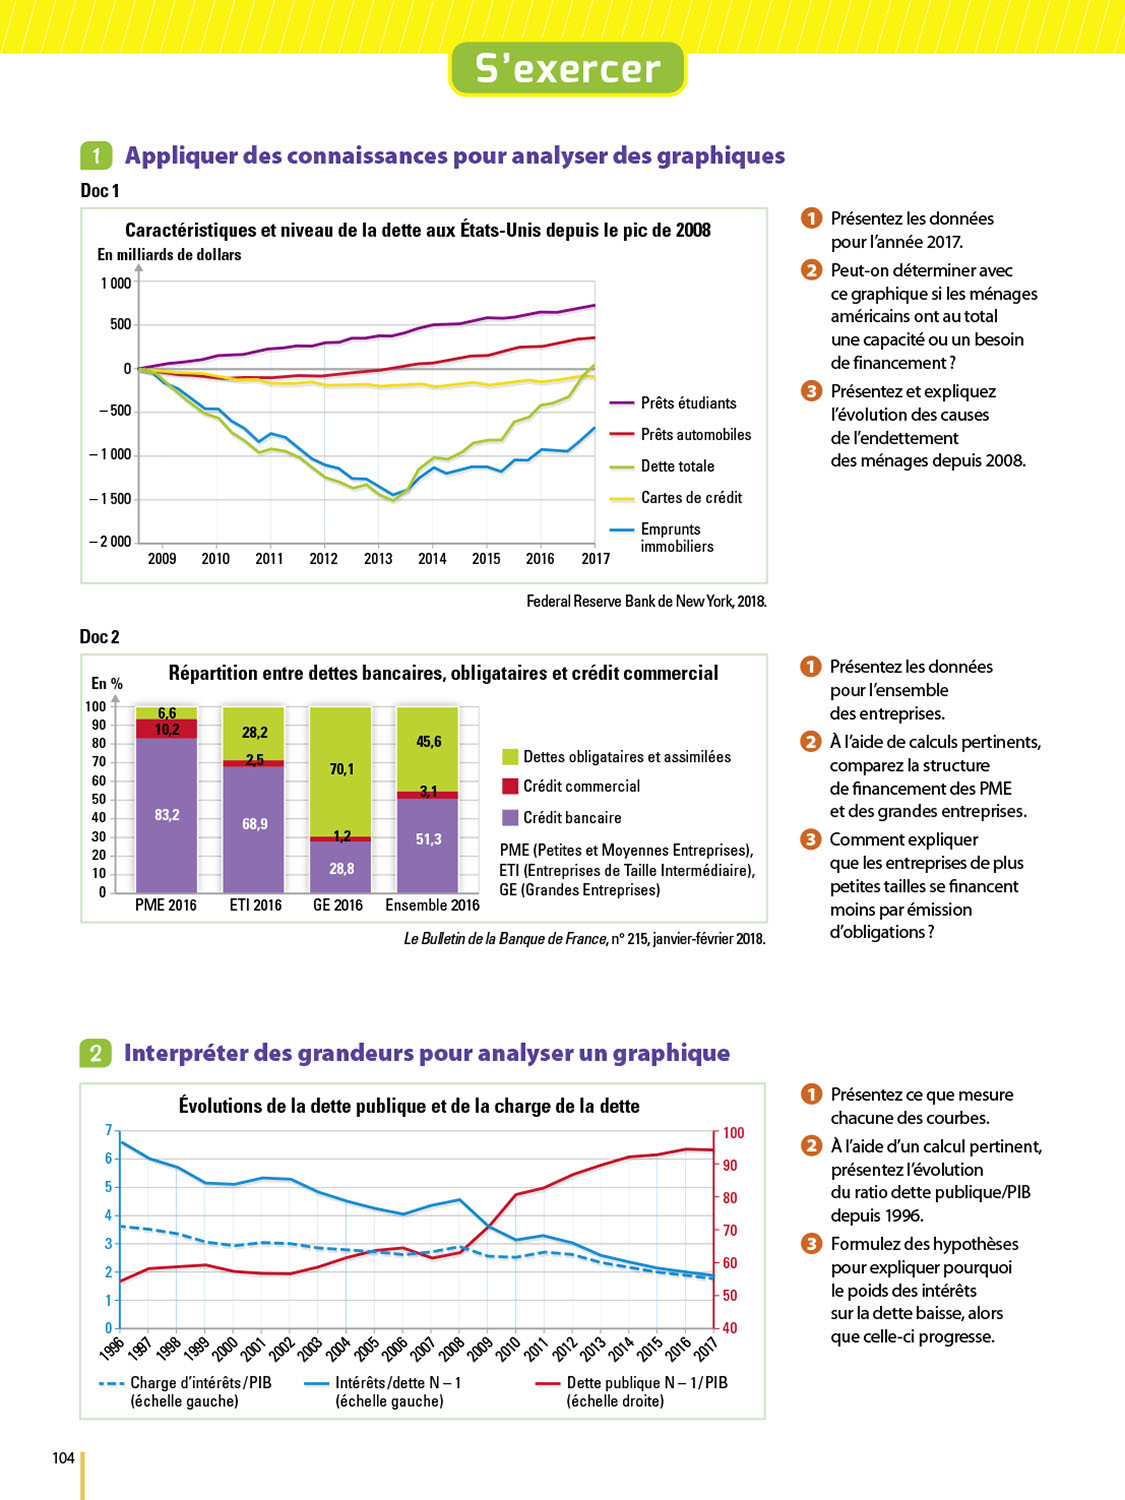 S'exercer
1 Appliquer des connaissances pour analyser des graphiques
Doc 1
Caractéristiques et niveau de la dette aux États-Unis depuis le pic de 2008
En milliards de dollars
1 000
500
0
– 500
– 1 000
– 1 500
– 2 000
2009 2010 2011 2012 2013 2014 2015 2016 2017
Prêts étudiants
Prêts automobiles
Dette totale
Cartes de crédit
Emprunts
immobiliers
Federal Reserve Bank de New York, 2018.
1 Présentez les données
pour l'année 2017.
2 Peut-on déterminer avec
ce graphique si les ménages
américains ont au total
une capacité ou un besoin
de financement ?
3 Présentez et expliquez
l'évolution des causes
de l'endettement
des ménages depuis 2008.
Doc 2
Répartition entre dettes bancaires, obligataires et crédit commercial
En %
100
90
80
70
60
50
40
30
20
10
0
6,6
10,2
83,2
28,2
2,5
68,9
70,1
1,2
28,8
45,6
3,1
51,3
PME 2016 ETI 2016 GE 2016 Ensemble 2016
Dettes obligataires et assimilées
Crédit commercial
Crédit bancaire
PME (Petites et Moyennes Entreprises),
ETI (Entreprises de Taille Intermédiaire),
GE (Grandes Entreprises)
Le Bulletin de la Banque de France, n° 215, janvier-février 2018.
1 Présentez les données
pour l'ensemble
des entreprises.
2 À l'aide de calculs pertinents,
comparez la structure
de financement des PME
et des grandes entreprises.
3 Comment expliquer
que les entreprises de plus
petites tailles se financent
moins par émission
d'obligations ?
2 Interpréter des grandeurs pour analyser un graphique
Évolutions de la dette publique et de la charge de la dette
7
6
5
4
3
2
1
0
100
90
80
70
60
50
40
1996 1997 1998 1999 2000 2001 2002 2003 2004 2005 2006 2007 2008 2009 2010 2011 2012 2013 2014 2015 2016 2017
Charge d'intérêts/PIB
(échelle gauche)
Intérêts/dette N – 1
(échelle gauche)
Dette publique N – 1/PIB
(échelle droite)
1 Présentez ce que mesure
chacune des courbes.
2 À l'aide d'un calcul pertinent,
présentez l'évolution
du ratio dette publique/PIB
depuis 1996.
3 Formulez des hypothèses
pour expliquer pourquoi
le poids des intérêts
sur la dette baisse, alors
que celle-ci progresse.
104